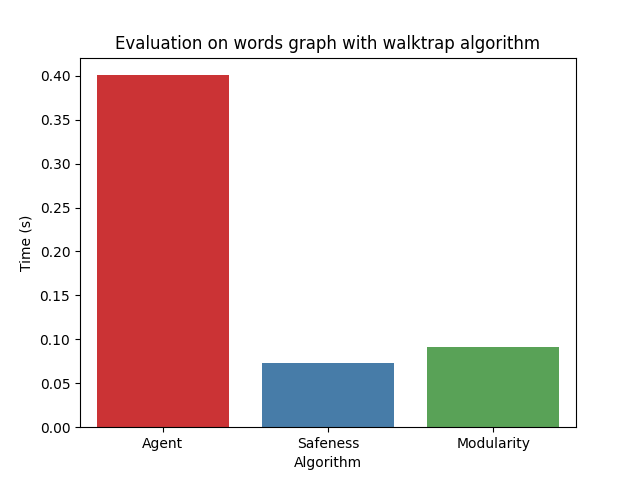 Evaluation on words graph with walktrap algorithm
0.40
0.35
0.30
0.25
0.20
0.15
0.10
0.05
0.00
Time (s)
Agent
Safeness
Modularity
Algorithm